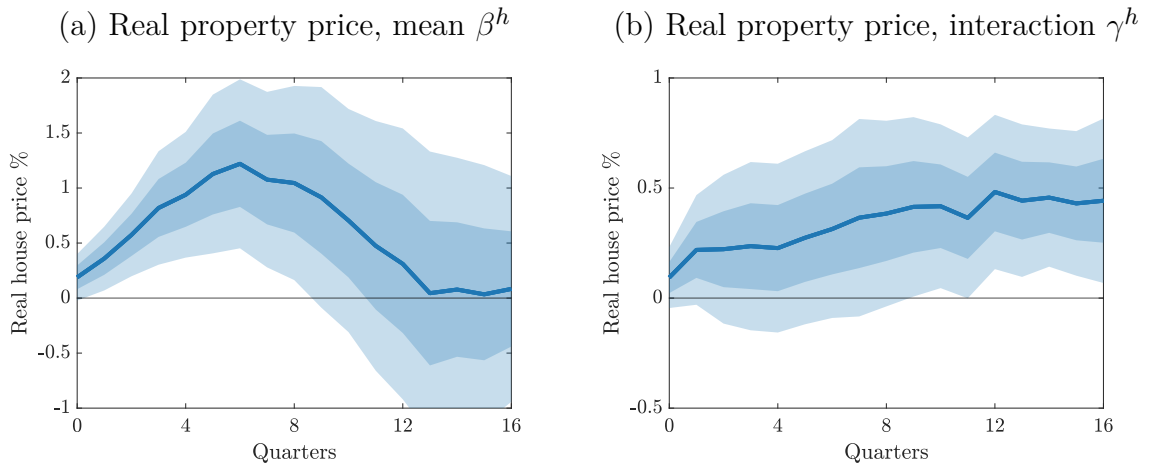 (a) Real property price, mean β^h
Real house price %
2
1.5
1
0.5
0
-0.5
-1
0 4 8 12 16
Quarters
(b) Real property price, interaction γ^h
Real house price %
1
0.5
0
-0.5
0 4 8 12 16
Quarters